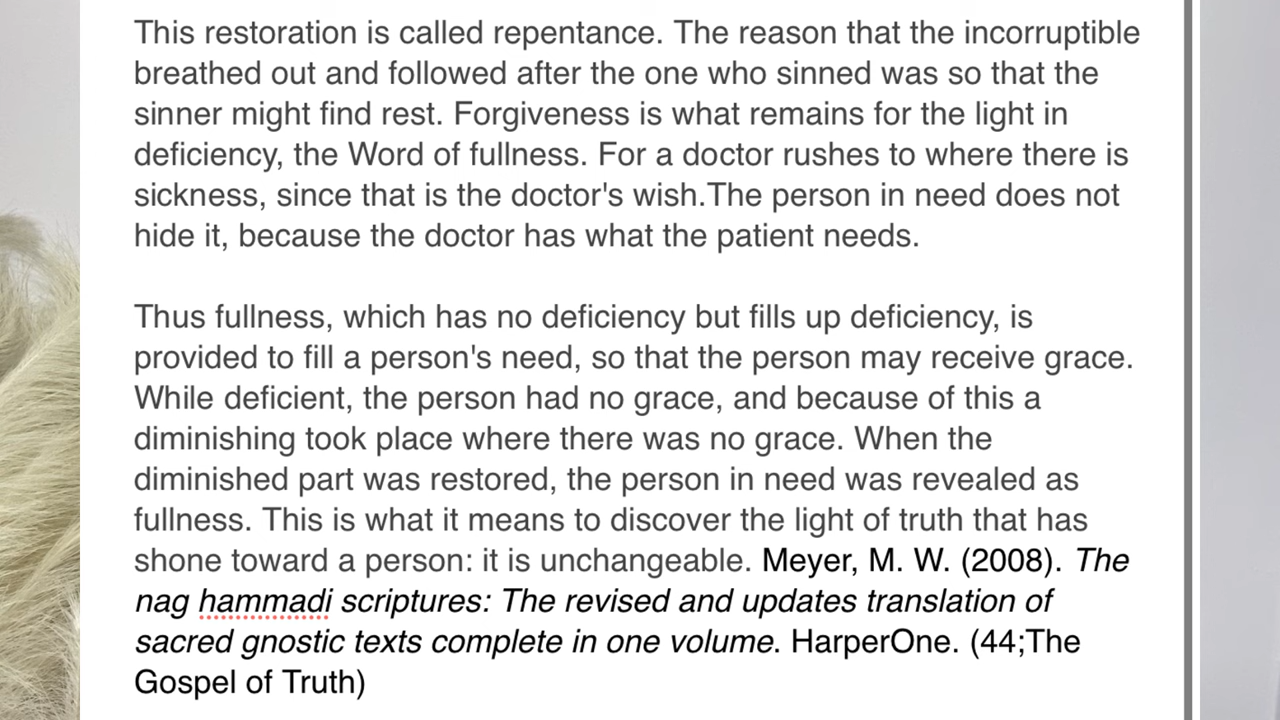 This restoration is called repentance. The reason that the incorruptible
breathed out and followed after the one who sinned was so that the
sinner might find rest. Forgiveness is what remains for the light in
deficiency, the Word of fullness. For a doctor rushes to where there is
sickness, since that is the doctor's wish.The person in need does not
hide it, because the doctor has what the patient needs.
Thus fullness, which has no deficiency but fills up deficiency, is
provided to fill a person's need, so that the person may receive grace.
While deficient, the person had no grace, and because of this a
diminishing took place where there was no grace. When the
diminished part was restored, the person in need was revealed as
fullness. This is what it means to discover the light of truth that has
shone toward a person: it is unchangeable. Meyer, M. W. (2008). The
nag hammadi scriptures: The revised and updates translation of
sacred gnostic texts complete in one volume. HarperOne. (44;The
Gospel of Truth)